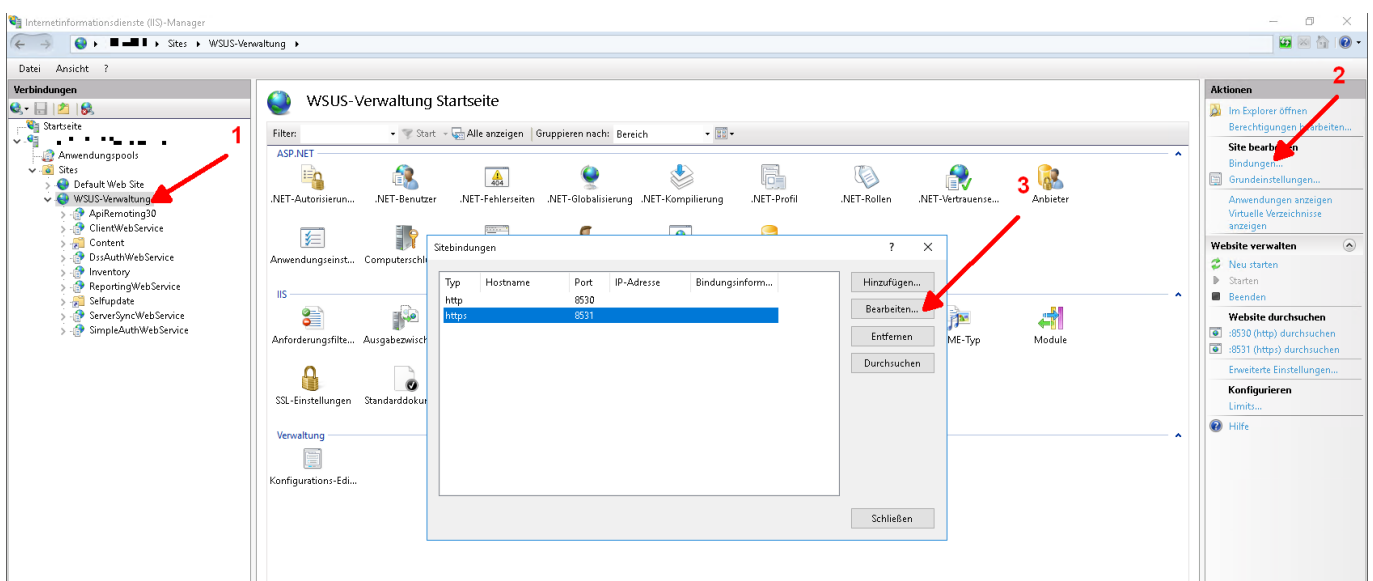 Internetinformationsdienste (IIS)-Manager
Sites
WSUS-Verwaltung
Datei Ansicht ?
Verbindungen
Startseite
Anwendungspools
Sites
Default Web Site
WSUS-Verwaltung
ApiRemoting30
ClientWebService
Content
DssAuthWebService
Inventory
ReportingWebService
Selfupdate
ServerSyncWebService
SimpleAuthWebService
1
WSUS-Verwaltung Startseite
Filter: Start Alle anzeigen Gruppieren nach: Bereich
ASP.NET
404
.NET-Autorisierun... .NET-Benutzer .NET-Fehlerseiten .NET-Globalisierung .NET-Kompilierung .NET-Profil .NET-Rollen .NET-Vertrauense... Anbieter
Anwendungseinst...
IIS
Anforderungsfilte...
ME-Typ Module
SSL-Einstellungen
Verwaltung
Konfigurations-Edi...
Sitebindungen ?
Typ Hostname Port IP-Adresse Bindungsinform...
http 8530
https 8531
Hinzufügen...
Bearbeiten...
Entfernen
Durchsuchen
Schließen
3
2
Aktionen
Im Explorer öffnen
Berechtigungen bearbeiten...
Site bearbeiten
Bindungen...
Grundeinstellungen...
Anwendungen anzeigen
Virtuelle Verzeichnisse
anzeigen
Website verwalten
Neu starten
Starten
Beenden
Website durchsuchen
:8530 (http) durchsuchen
:8531 (https) durchsuchen
Erweiterte Einstellungen...
Konfigurieren
Limits...
Hilfe